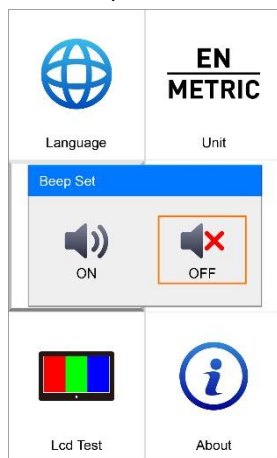 EN
METRIC
Language
Unit
Beep Set
ON
OFF
Lcd Test
About